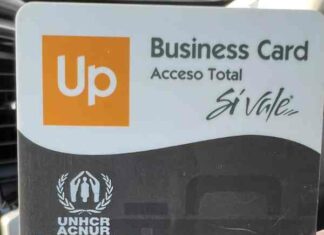 Up
Business Card
Acceso Total
Sí Vale
UNHCR
ACNUR